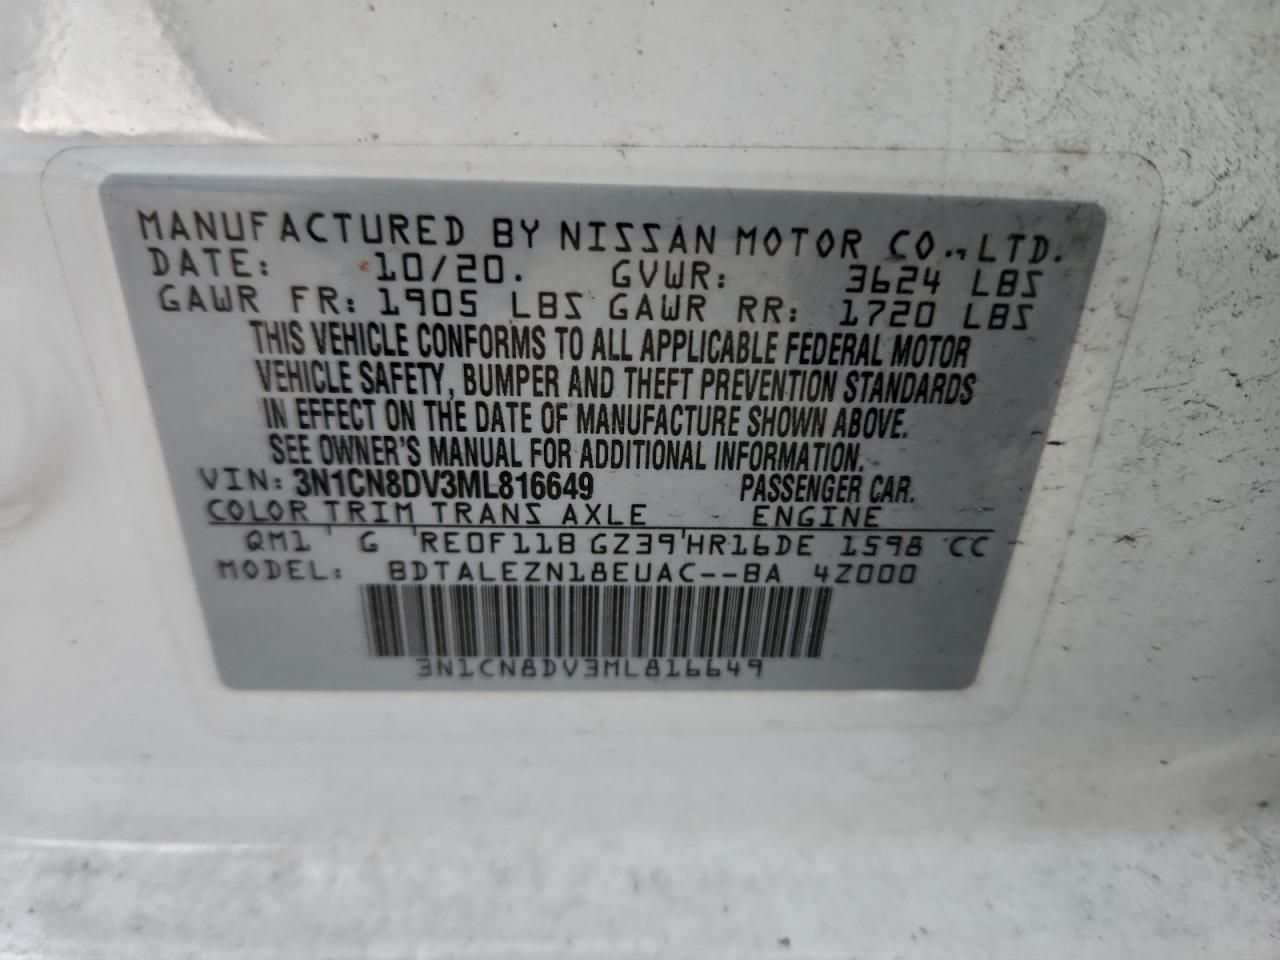 MANUFACTURED BY NISSAN MOTOR CO., LTD.
DATE: 10/20. GVWR: 3624 LBS
GAWR FR: 1905 LBS GAWR RR: 1720 LBS
THIS VEHICLE CONFORMS TO ALL APPLICABLE FEDERAL MOTOR
VEHICLE SAFETY, BUMPER AND THEFT PREVENTION STANDARDS
IN EFFECT ON THE DATE OF MANUFACTURE SHOWN ABOVE.
SEE OWNER'S MANUAL FOR ADDITIONAL INFORMATION.
VIN: 3N1CN8DV3ML816649 PASSENGER CAR.
COLOR TRIM TRANS AXLE ENGINE
QM1 G RE0F11B GZ39 HR16DE 1598 CC
MODEL: BDTALEZN18EUAC--BA 4Z000
3N1CN8DV3ML816649